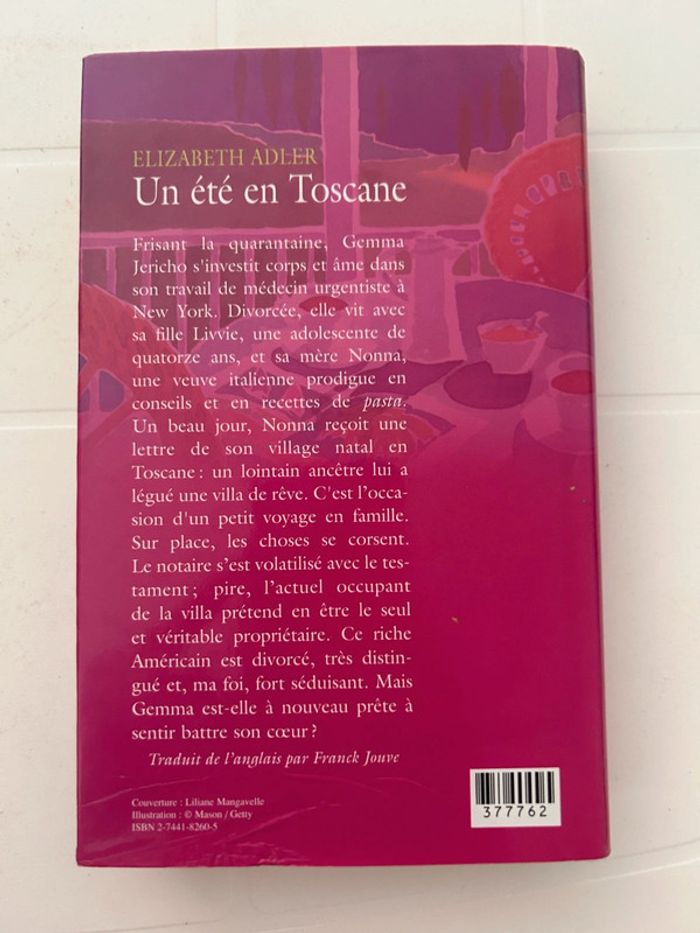 ELIZABETH ADLER
Un été en Toscane
Frisant la quarantaine, Gemma
Jericho s'investit corps et âme dans
son travail de médecin urgentiste à
New York. Divorcée, elle vit avec
sa fille Livvie, une adolescente de
quatorze ans, et sa mère Nonna,
une veuve italienne prodigue en
conseils et en recettes de pasta.
Un beau jour, Nonna reçoit une
lettre de son village natal en
Toscane : un lointain ancêtre lui a
légué une villa de rêve. C'est l'occa-
sion d'un petit voyage en famille.
Sur place, les choses se corsent.
Le notaire s'est volatilisé avec le tes-
tament ; pire, l'actuel occupant
de la villa prétend en être le seul
et véritable propriétaire. Ce riche
Américain est divorcé, très distin-
gué et, ma foi, fort séduisant. Mais
Gemma est-elle à nouveau prête à
sentir battre son cœur ?
Traduit de l'anglais par Franck Jouve
Couverture : Liliane Mangavelle
Illustration : © Mason / Getty
ISBN 2-7441-8260-5
377762